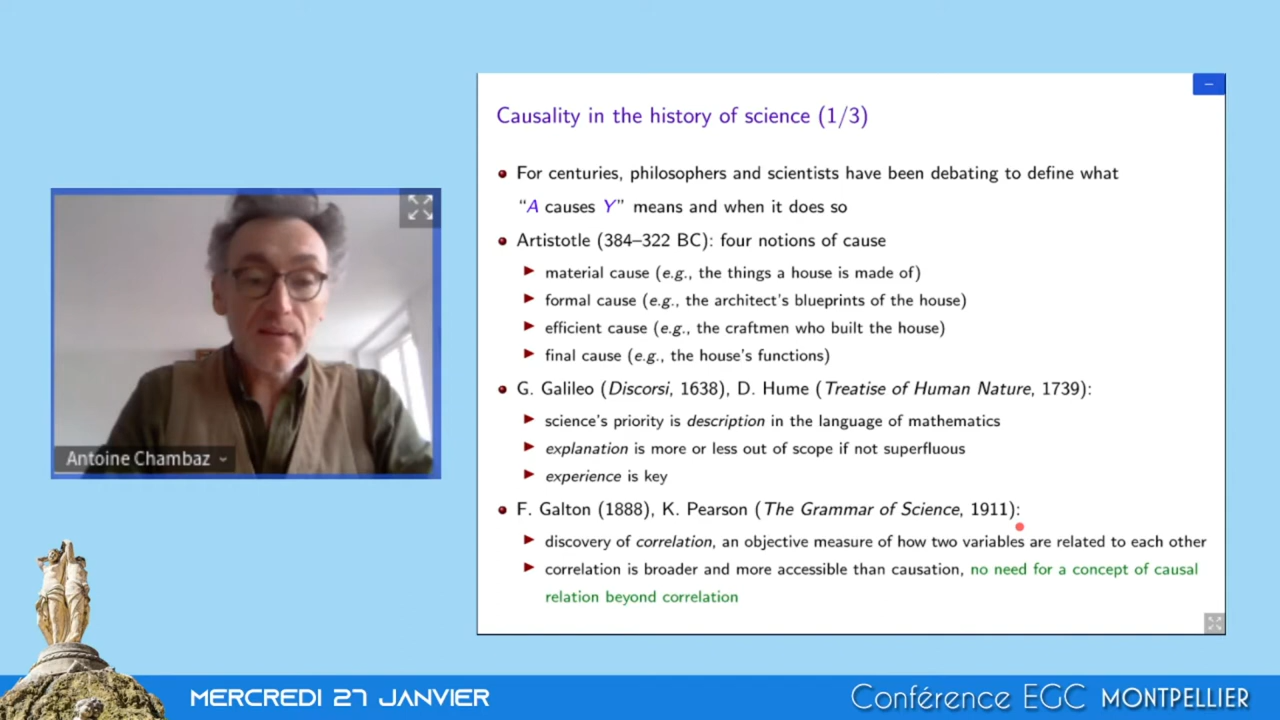 Causality in the history of science (1/3)
For centuries, philosophers and scientists have been debating to define what
“A causes Y” means and when it does so
Artistotle (384–322 BC): four notions of cause
material cause (e.g., the things a house is made of)
formal cause (e.g., the architect's blueprints of the house)
efficient cause (e.g., the craftmen who built the house)
final cause (e.g., the house's functions)
G. Galileo (Discorsi, 1638), D. Hume (Treatise of Human Nature, 1739):
science's priority is description in the language of mathematics
explanation is more or less out of scope if not superfluous
experience is key
F. Galton (1888), K. Pearson (The Grammar of Science, 1911):
discovery of correlation, an objective measure of how two variables are related to each other
correlation is broader and more accessible than causation, no need for a concept of causal
relation beyond correlation
Antoine Chambaz
MERCREDI 27 JANVIER
Conférence EGC MONTPELLIER